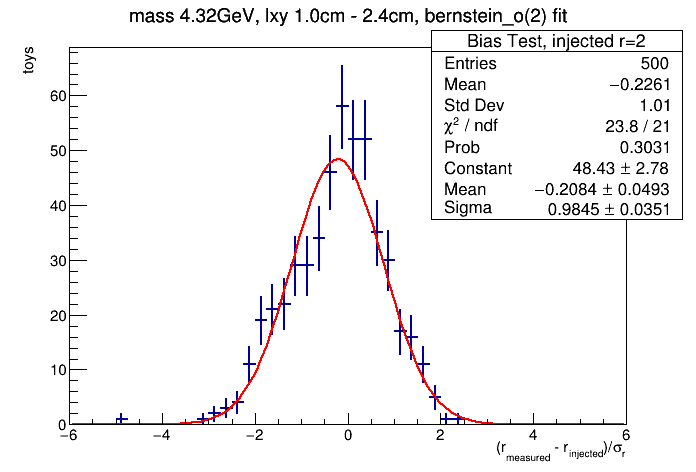 mass 4.32GeV, lxy 1.0cm - 2.4cm, bernstein_o(2) fit
toys
Bias Test, injected r=2
Entries 500
Mean −0.2261
Std Dev 1.01
χ² / ndf 23.8 / 21
Prob 0.3031
Constant 48.43 ± 2.78
Mean −0.2084 ± 0.0493
Sigma 0.9845 ± 0.0351
60
50
40
30
20
10
0
−6 −4 −2 0 2 4 6
(r_measured - r_injected)/σ_r